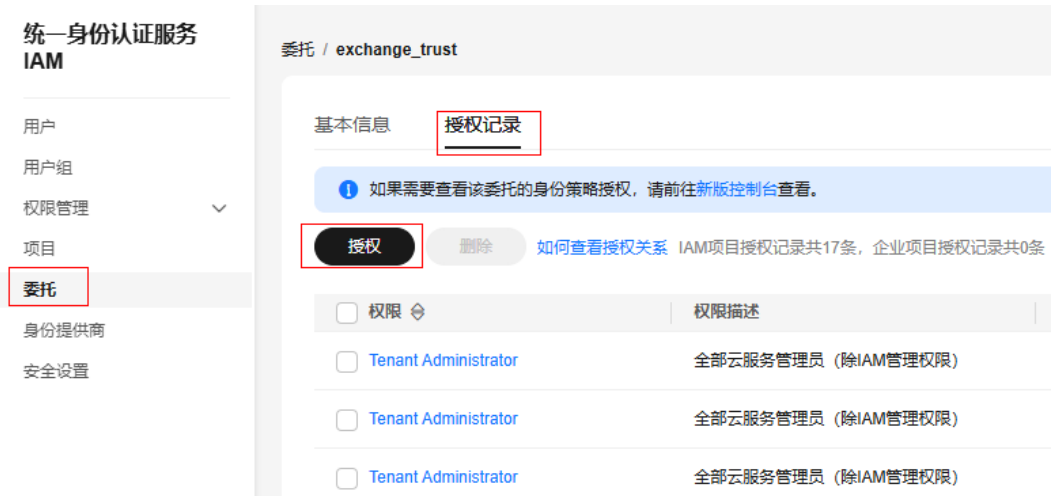 统一身份认证服务
IAM
用户
用户组
权限管理
项目
委托
身份提供商
安全设置
委托 / exchange_trust
基本信息 授权记录
如果需要查看该委托的身份策略授权，请前往新版控制台查看。
授权 删除 如何查看授权关系 IAM项目授权记录共17条，企业项目授权记录共0条
权限 权限描述
Tenant Administrator 全部云服务管理员（除IAM管理权限）
Tenant Administrator 全部云服务管理员（除IAM管理权限）
Tenant Administrator 全部云服务管理员（除IAM管理权限）